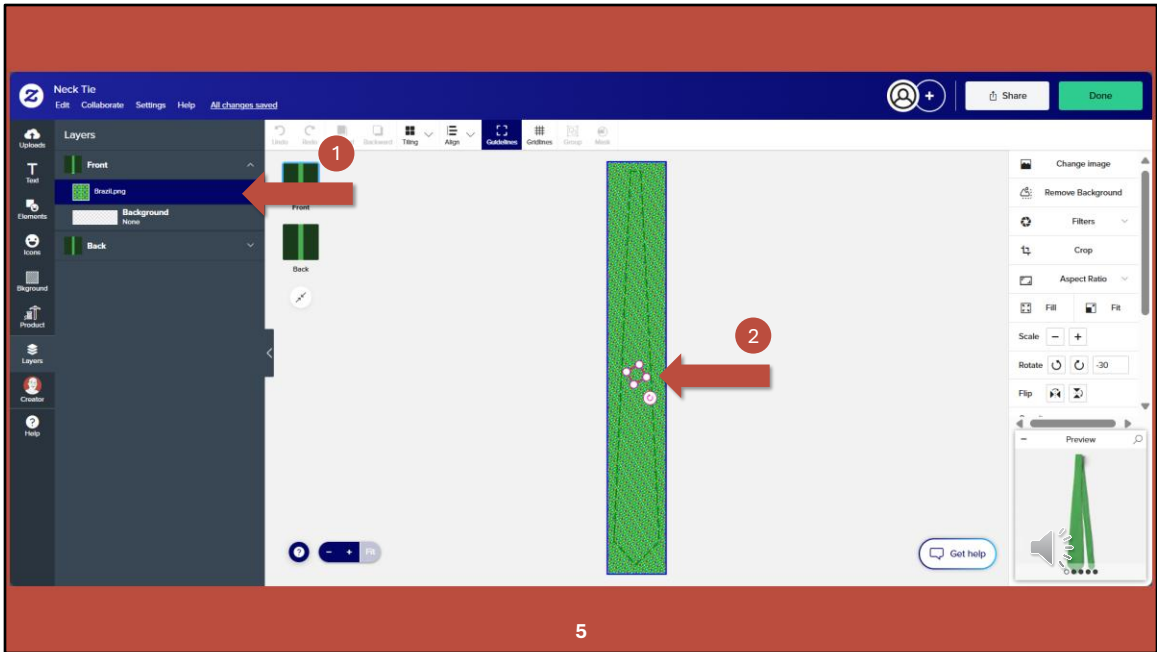 Neck Tie
Edit Collaborate Settings Help All changes saved
Share
Done
Uploads
Text
Elements
Icons
Bkground
Product
Layers
Creator
Help
Layers
Front
Brazil.png
Background
None
Back
Undo Backward Tiling Align Guidelines Gridlines Group Mask
1
Front
Back
2
Change image
Remove Background
Filters
Crop
Aspect Ratio
Fill Fit
Scale
Rotate -30
Flip
Preview
Fit
Get help
5